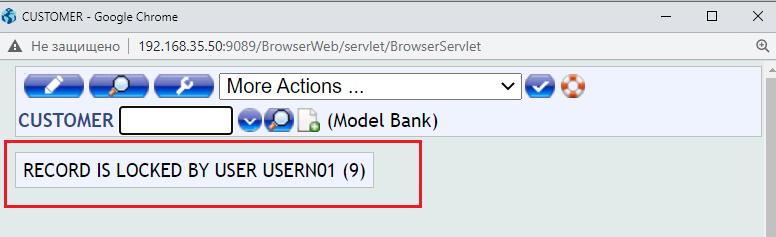 CUSTOMER - Google Chrome
Не защищено 192.168.35.50:9089/BrowserWeb/servlet/BrowserServlet
More Actions ...
CUSTOMER (Model Bank)
RECORD IS LOCKED BY USER USERN01 (9)